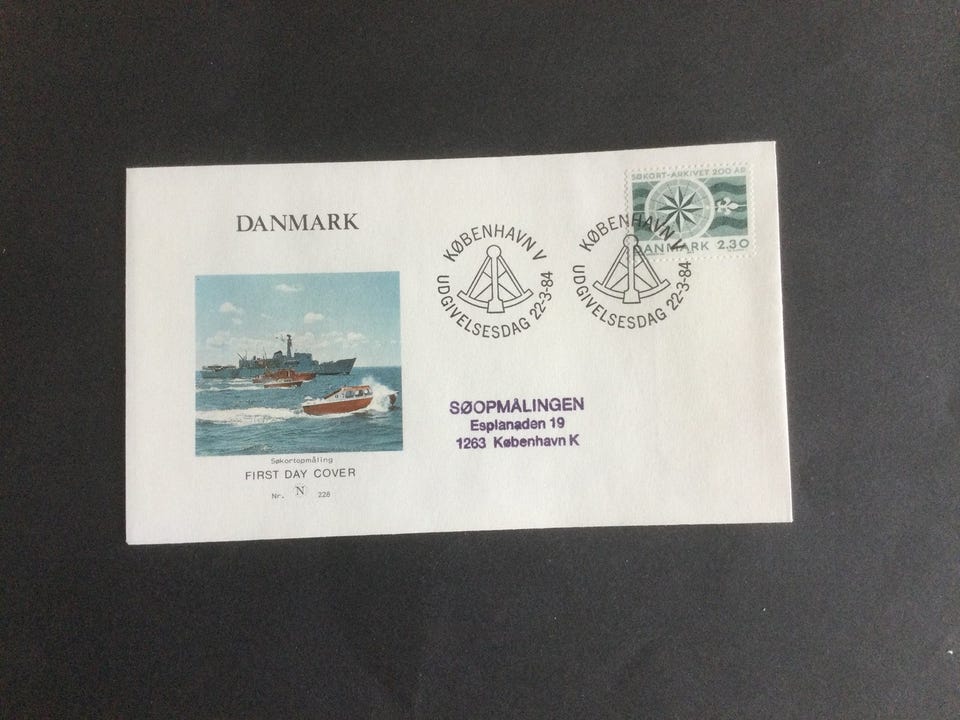 DANMARK
KØBENHAVN V
UDGIVELSESDAG 22-3-84
KØBENHAVN V
UDGIVELSESDAG 22-3-84
SØKORT-ARKIVET 200 ÅR
DANMARK 2.30
SØOPMÅLINGEN
Esplanaden 19
1263 København K
Søkortopmåling
FIRST DAY COVER
Nr. N 228